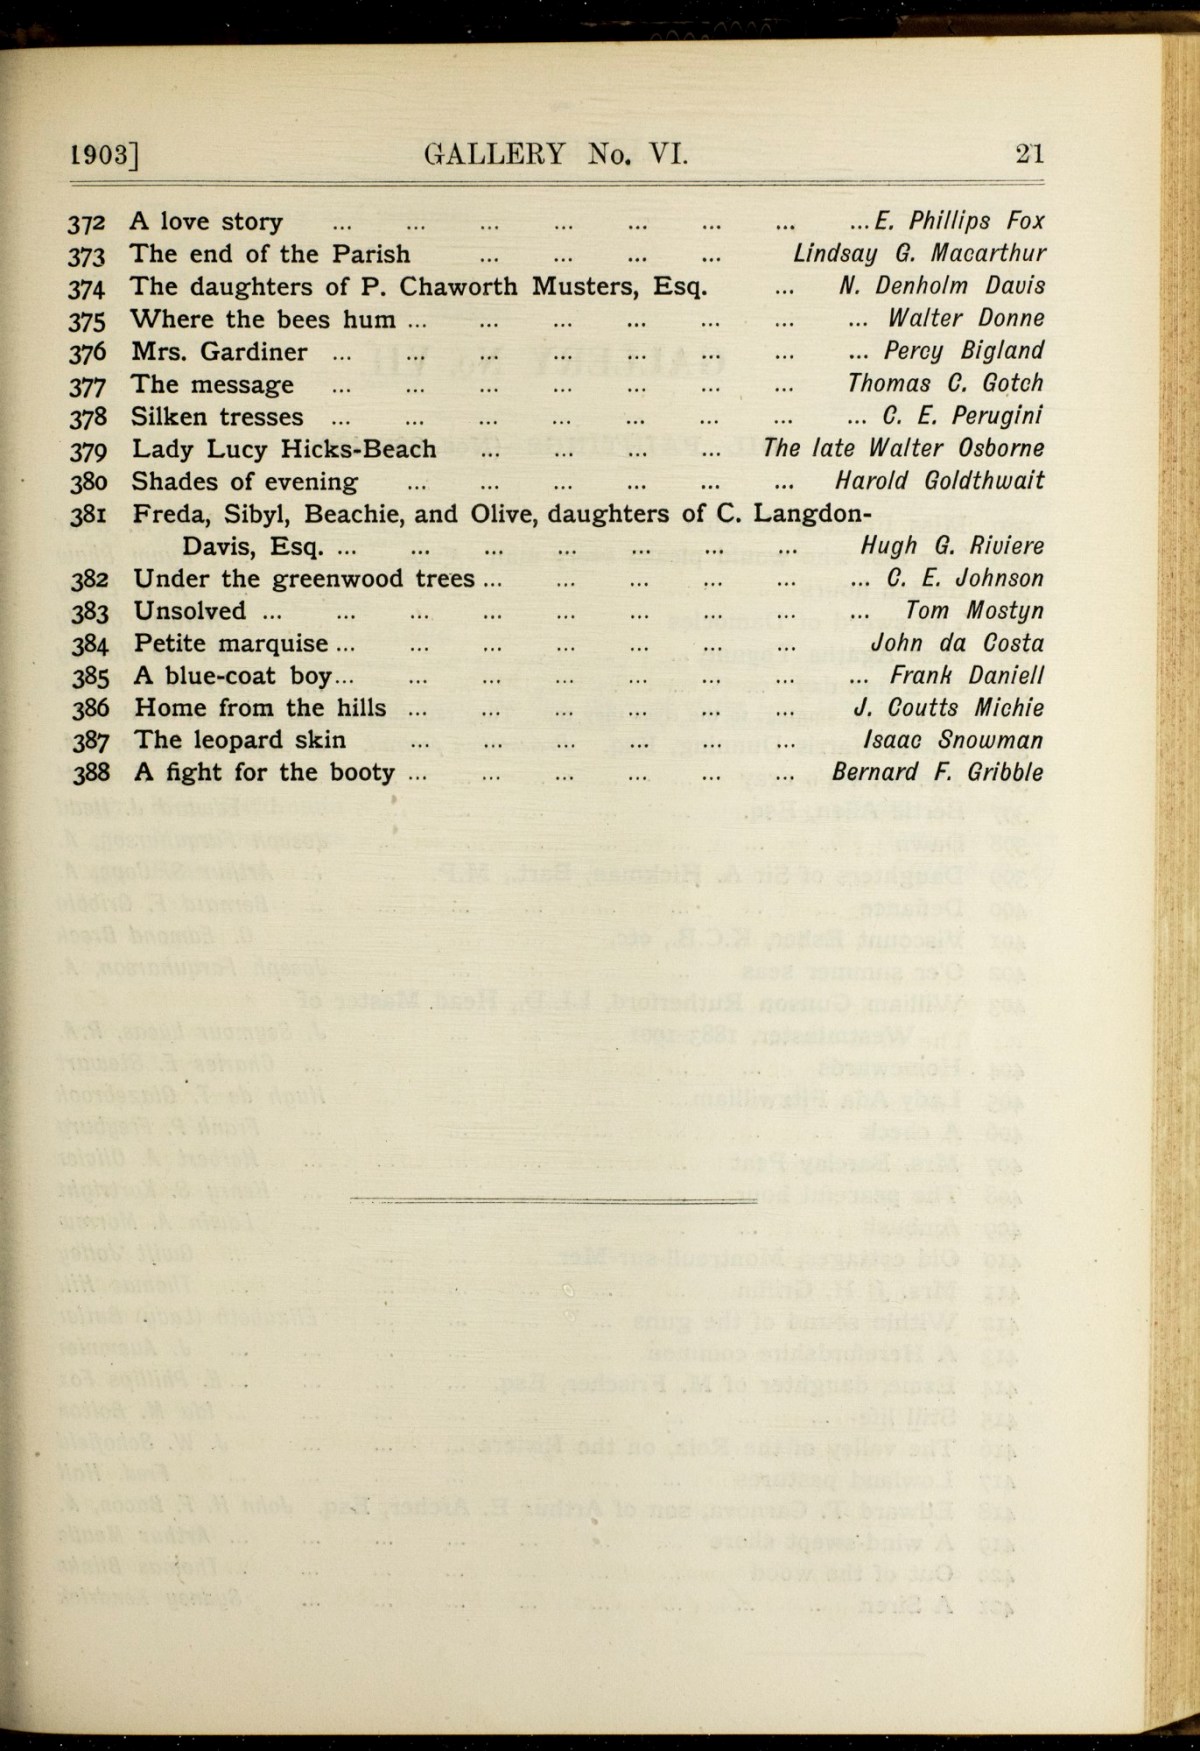 1903] GALLERY No. VI. 21
372 A love story ... ... ... ... ... ... ... ... E. Phillips Fox
373 The end of the Parish ... ... ... ... Lindsay G. Macarthur
374 The daughters of P. Chaworth Musters, Esq. ... N. Denholm Davis
375 Where the bees hum ... ... ... ... ... ... ... Walter Donne
376 Mrs. Gardiner ... ... ... ... ... ... ... ... Percy Bigland
377 The message ... ... ... ... ... ... ... Thomas C. Gotch
378 Silken tresses ... ... ... ... ... ... ... ... C. E. Perugini
379 Lady Lucy Hicks-Beach ... ... ... ... The late Walter Osborne
380 Shades of evening ... ... ... ... ... ... Harold Goldthwait
381 Freda, Sibyl, Beachie, and Olive, daughters of C. Langdon-
Davis, Esq. ... ... ... ... ... ... ... Hugh G. Riviere
382 Under the greenwood trees ... ... ... ... ... ... C. E. Johnson
383 Unsolved ... ... ... ... ... ... ... ... ... Tom Mostyn
384 Petite marquise ... ... ... ... ... ... ... John da Costa
385 A blue-coat boy... ... ... ... ... ... ... ... Frank Daniell
386 Home from the hills ... ... ... ... ... ... J. Coutts Michie
387 The leopard skin ... ... ... ... ... ... Isaac Snowman
388 A fight for the booty ... ... ... ... ... ... Bernard F. Gribble